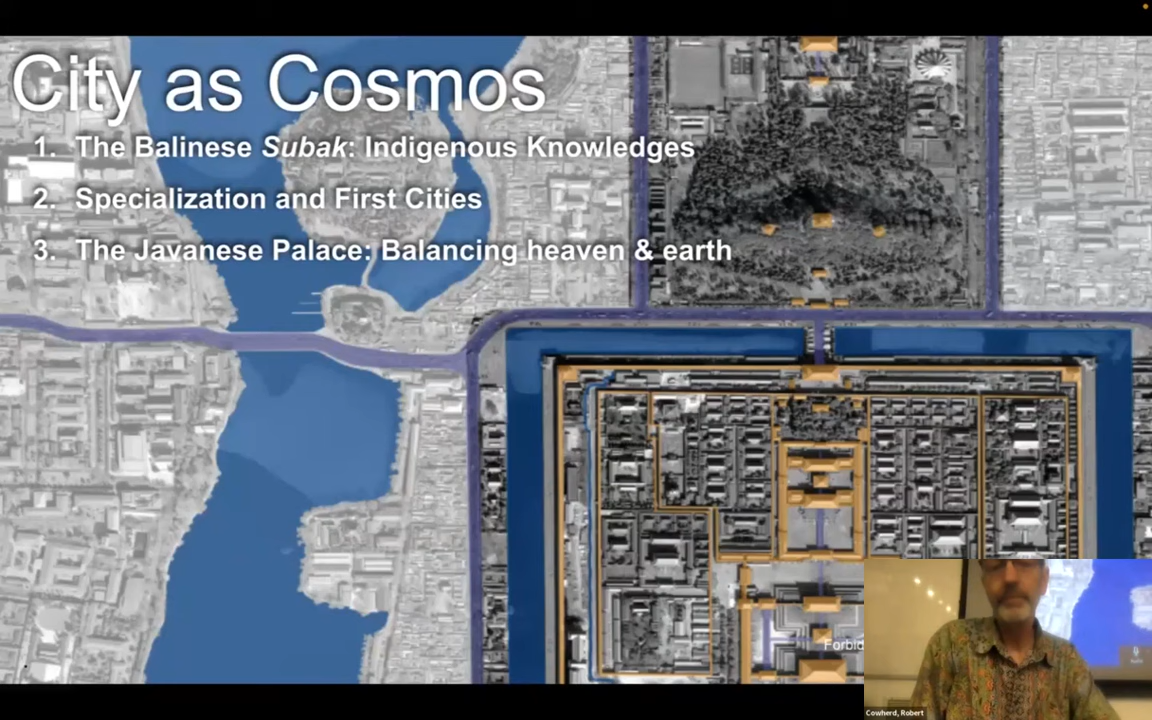 City as Cosmos
1. The Balinese Subak: Indigenous Knowledges
2. Specialization and First Cities
3. The Javanese Palace: Balancing heaven & earth
Forbid
Cowherd, Robert